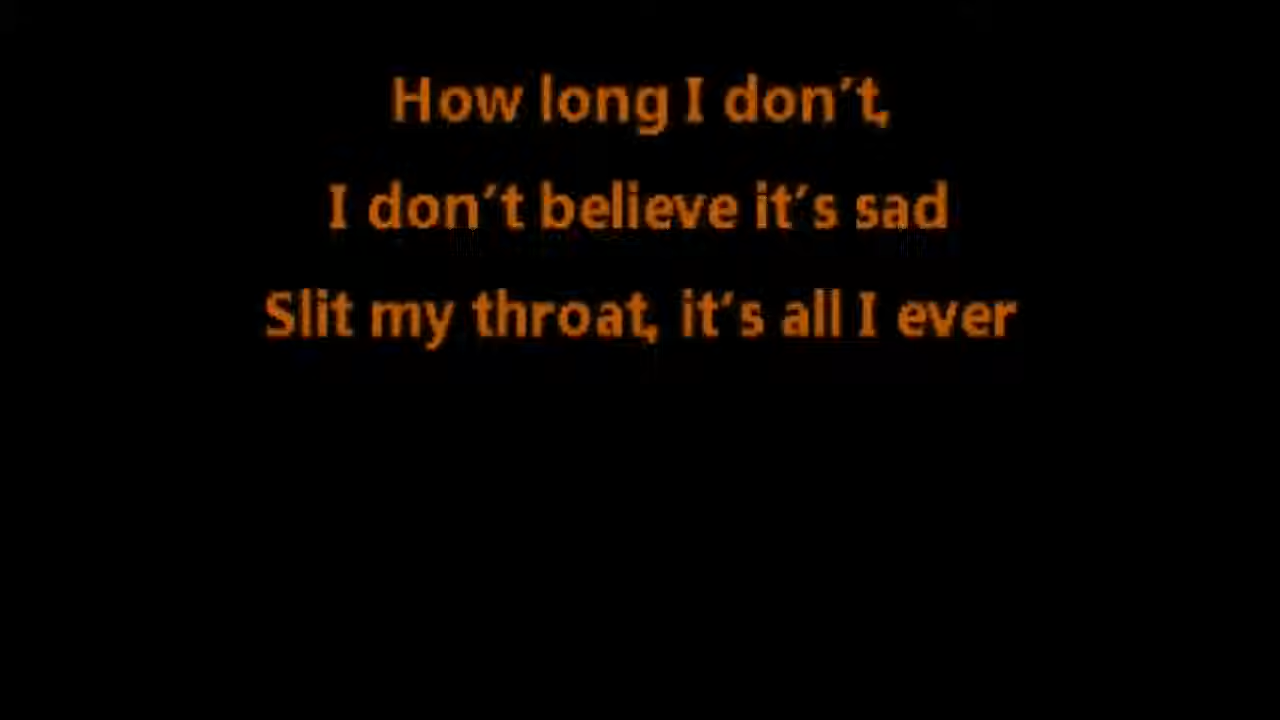 How long I don't,
I don't believe it's sad
Slit my throat, it's all I ever